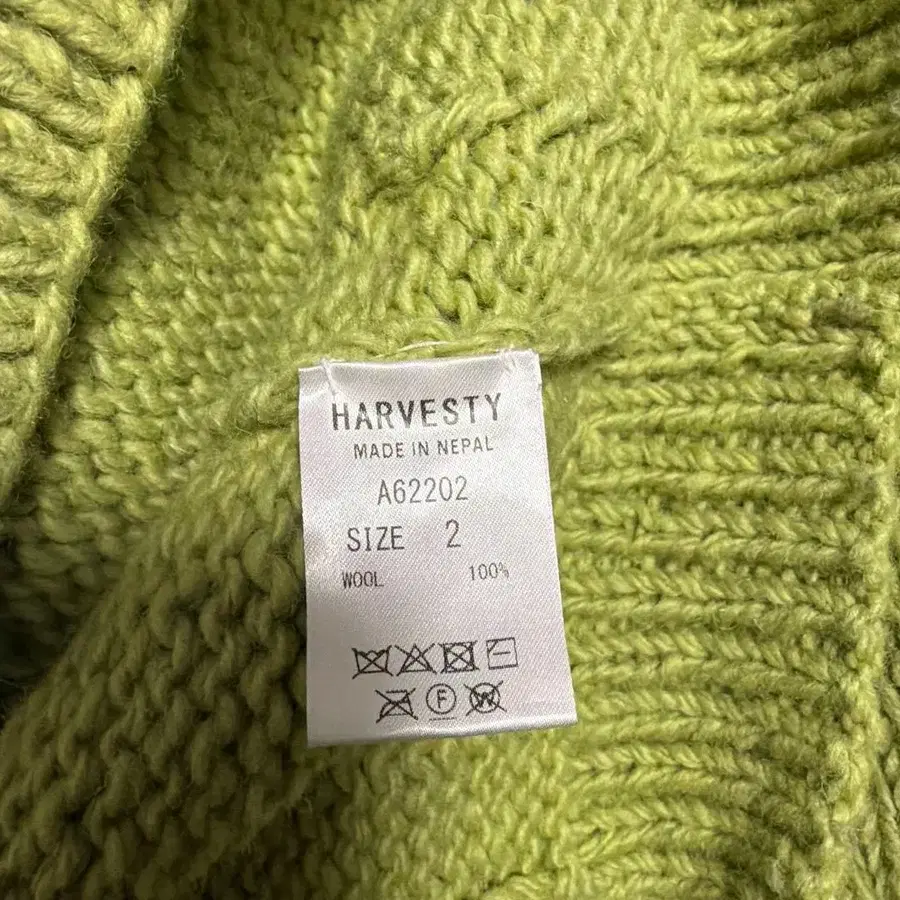 HARVESTY
MADE IN NEPAL
A62202
SIZE 2
WOOL 100%
F W